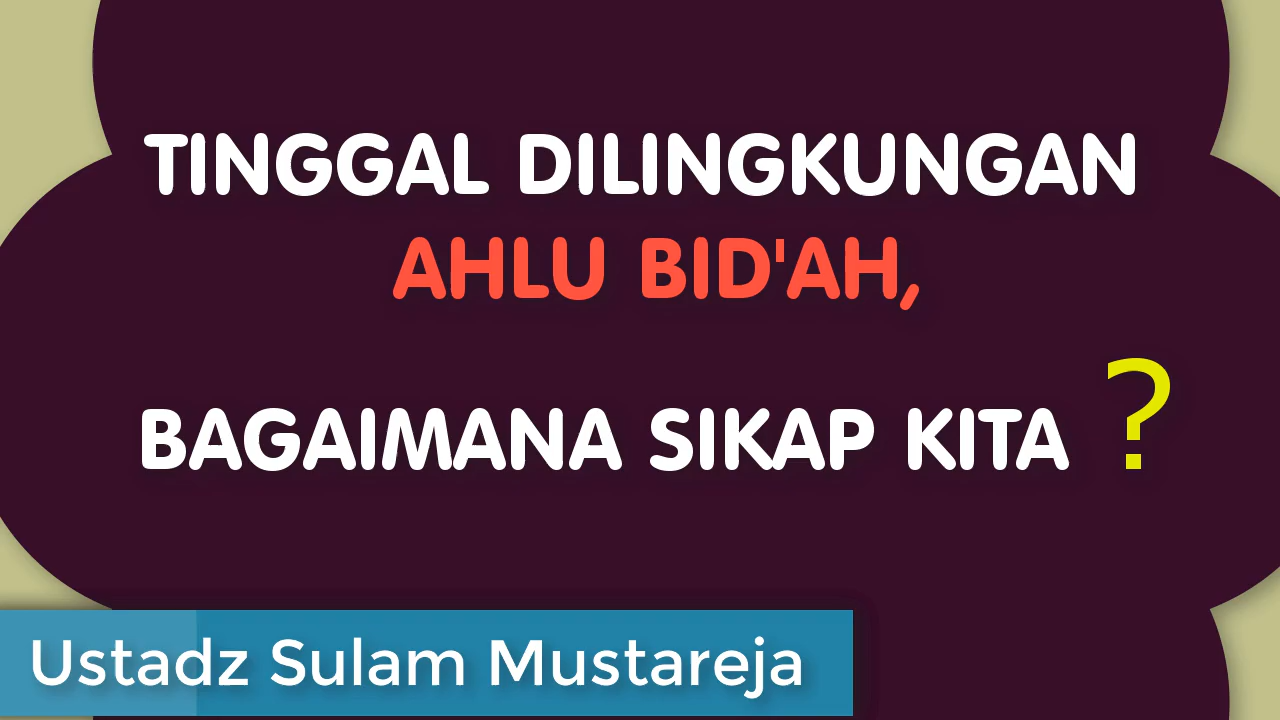 TINGGAL DILINGKUNGAN
AHLU BID'AH,
BAGAIMANA SIKAP KITA ?
Ustadz Sulam Mustareja